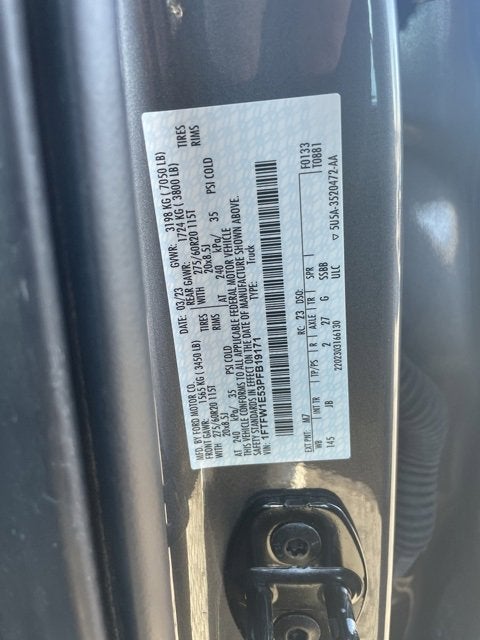 MFD. BY FORD MOTOR CO. DATE: 03/23 GVWR: 3198 KG (7050 LB)
FRONT GAWR: 1565 KG (3450 LB) REAR GAWR: 1724 KG (3800 LB)
WITH 275/60R20 115T TIRES WITH 275/60R20 115T TIRES
20x8.5J RIMS 20x8.5J RIMS
AT 240 kPa/ 35 PSI COLD AT 240 kPa/ 35 PSI COLD
THIS VEHICLE CONFORMS TO ALL APPLICABLE FEDERAL MOTOR VEHICLE
SAFETY STANDARDS IN EFFECT ON THE DATE OF MANUFACTURE SHOWN ABOVE.
VIN: 1FTFW1E53PFB19171 Truck
F0133
T0881
EXT PNT: M7 RC: 23 DSO:
WB INT TR TP/PS R AXLE TR SPR
145 JB 2 27 G SSBB
ULC ▽ 5U5A-3520472-AA
22023031 66130